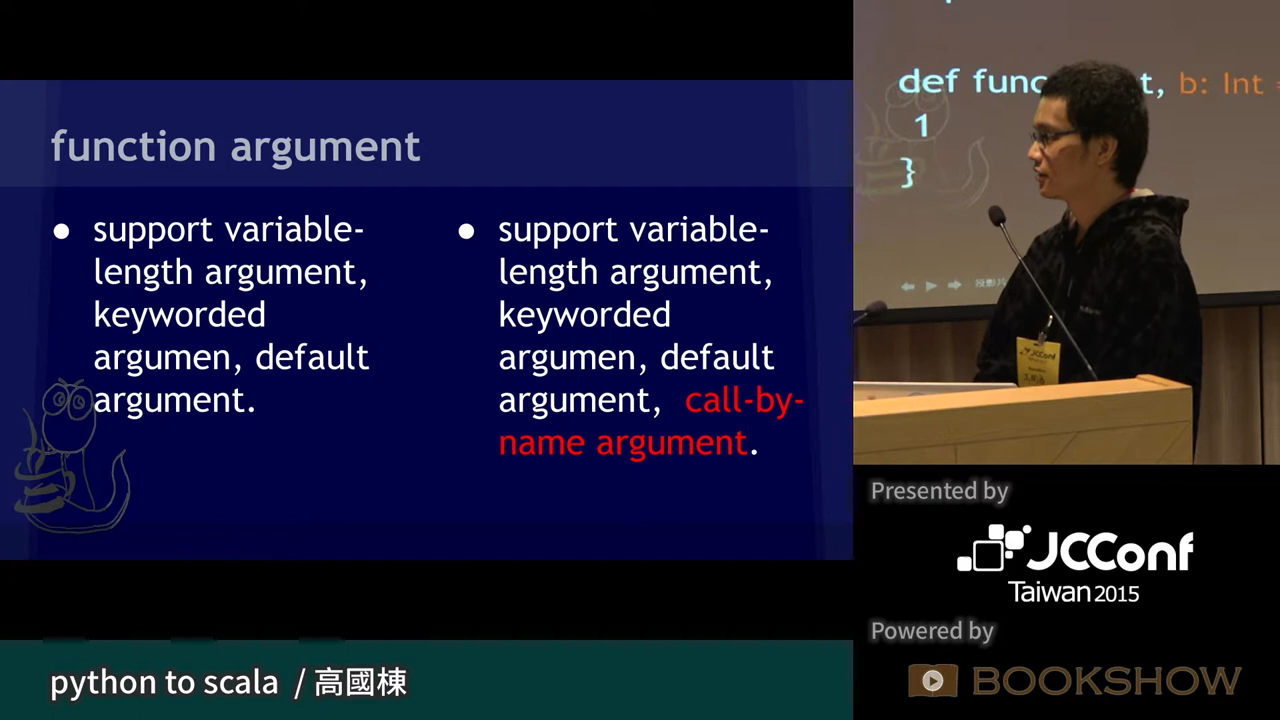 function argument
● support variable-
length argument,
keyworded
argumen, default
argument.
● support variable-
length argument,
keyworded
argumen, default
argument, call-by-
name argument.
def func t, b: Int =
1
}
JCConf
Presented by
JCConf
Taiwan 2015
Powered by
BOOKSHOW
python to scala / 高國棟